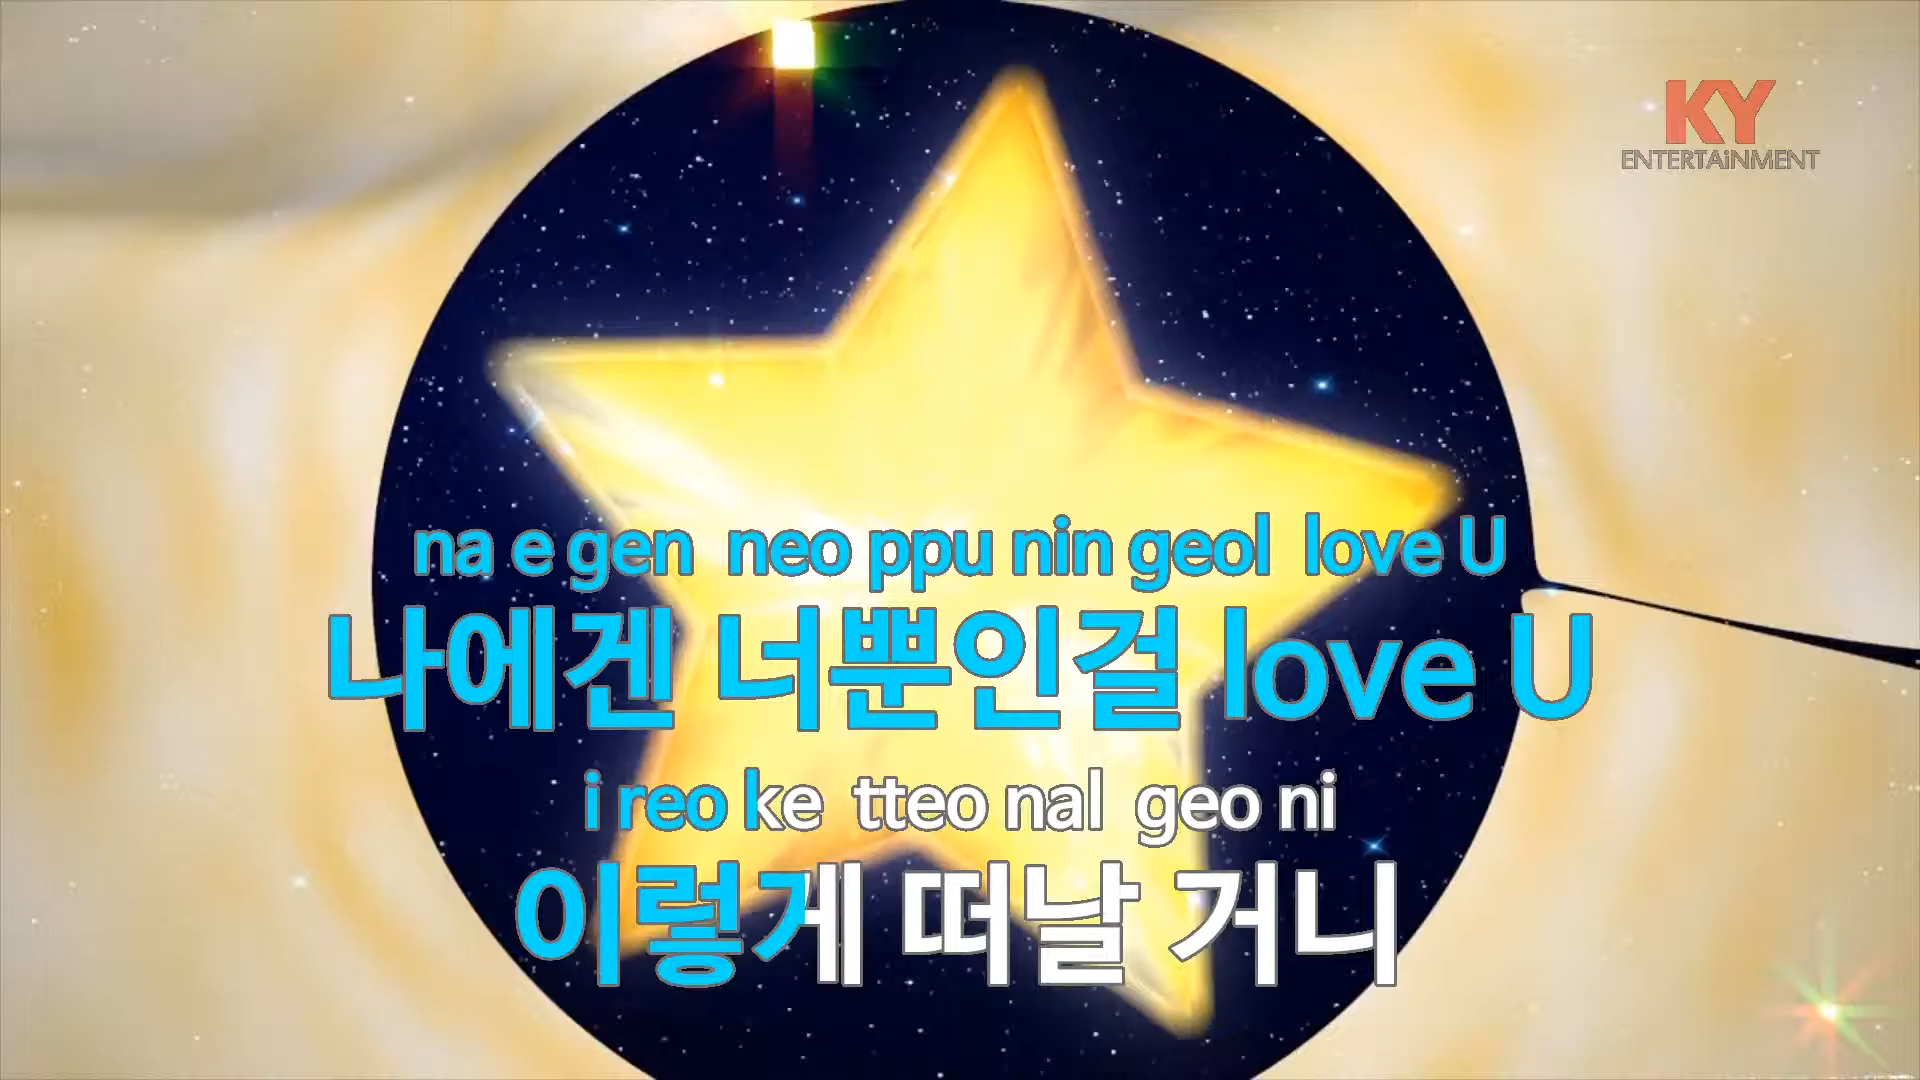 KY
ENTERTAiNMENT
na e gen neo ppu nin geol love U
나에겐 너뿐인걸 love U
i reo ke tteo nal geo ni
이렇게 떠날 거니